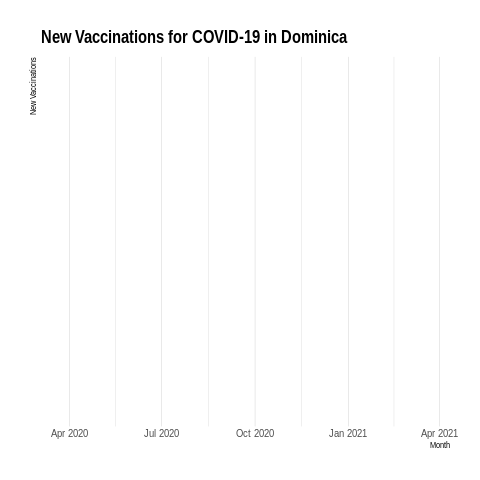 New Vaccinations for COVID-19 in Dominica
New Vaccinations
Apr 2020 Jul 2020 Oct 2020 Jan 2021 Apr 2021
Month